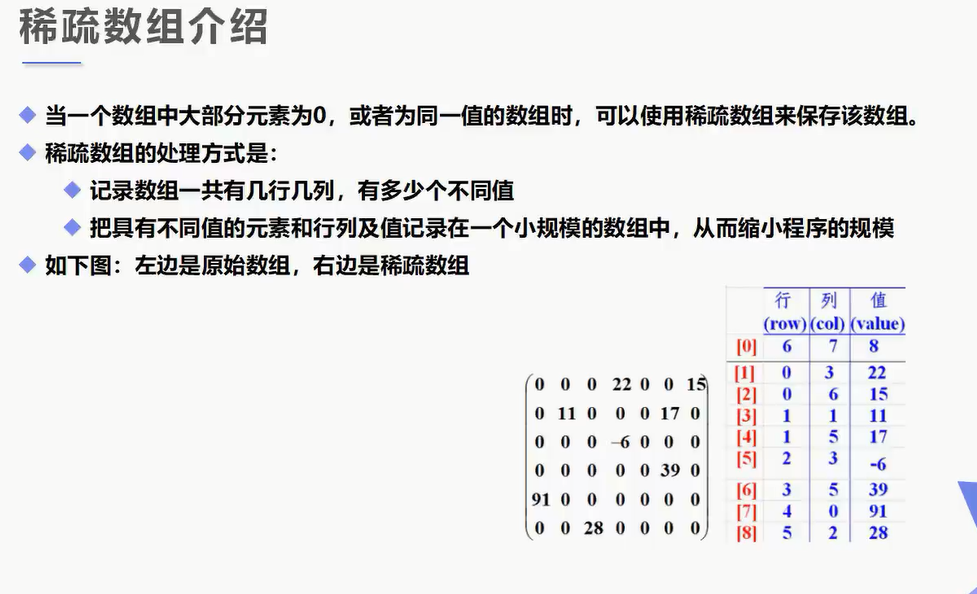 稀疏数组介绍
当一个数组中大部分元素为0，或者为同一值的数组时，可以使用稀疏数组来保存该数组。
稀疏数组的处理方式是：
记录数组一共有几行几列，有多少个不同值
把具有不同值的元素和行列及值记录在一个小规模的数组中，从而缩小程序的规模
如下图：左边是原始数组，右边是稀疏数组
0 0 0 22 0 0 15
0 11 0 0 0 17 0
0 0 0 –6 0 0 0
0 0 0 0 0 39 0
91 0 0 0 0 0 0
0 0 28 0 0 0 0
行 列 值
(row) (col) (value)
[0] 6 7 8
[1] 0 3 22
[2] 0 6 15
[3] 1 1 11
[4] 1 5 17
[5] 2 3 -6
[6] 3 5 39
[7] 4 0 91
[8] 5 2 28